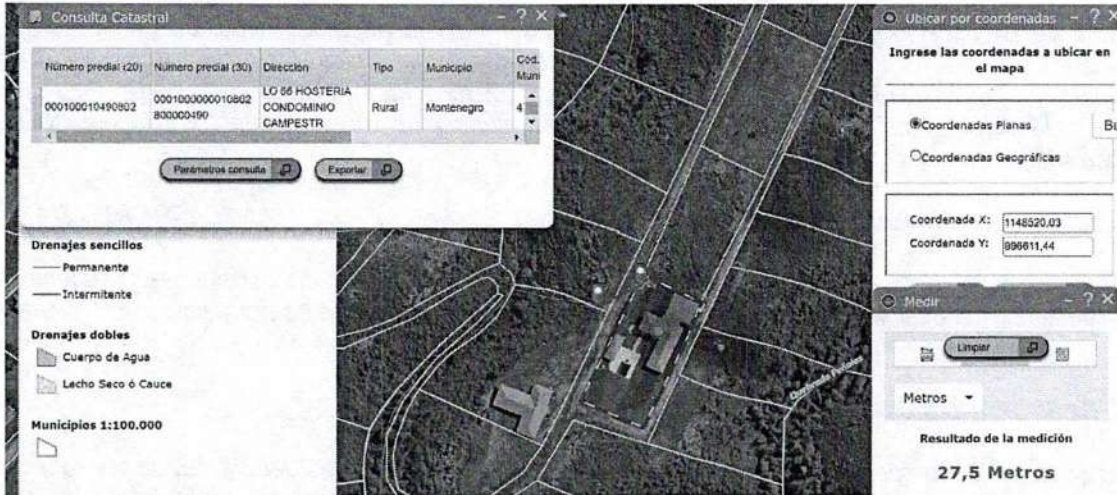 Consulta Catastral
Número predial (20) Número precial (30) Direccion Tipo Municipio Cod. Muni
000100010490802 0001000000010802 800000490 LO 66 HOSTERIA CONDOMINIO CAMPESTR Rural Montenegro 4
Parámetros consulta Exportar
Drenajes sencillos
Permanente
Intermitente
Drenajes dobles
Cuerpo de Agua
Lecho Seco ó Cauce
Municipios 1:100.000
Ubicar por coordenadas
Ingrese las coordenadas a ubicar en
el mapa
Coordenadas Planas
Coordenadas Geográficas
Coordenada X: 1148520,03
Coordenada Y: 996611,44
Medir
Limpiar
Metros
Resultado de la medición
27,5 Metros